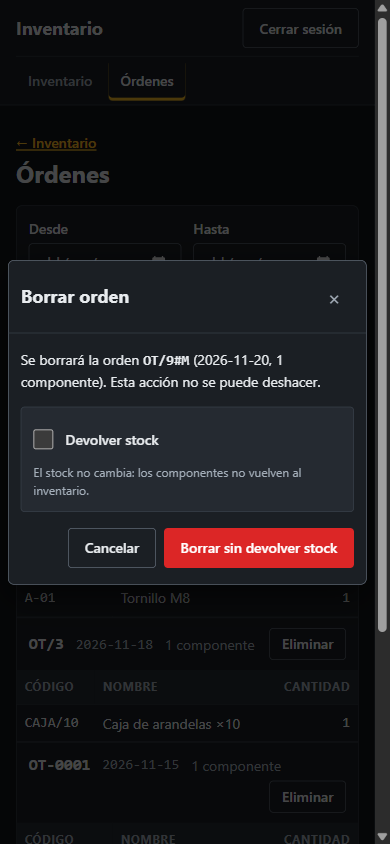 Inventario
Cerrar sesión
Inventario
Órdenes
← Inventario
Órdenes
Desde
Hasta
Borrar orden
×
Se borrará la orden OT/9#M (2026-11-20, 1
componente). Esta acción no se puede deshacer.
Devolver stock
El stock no cambia: los componentes no vuelven al
inventario.
Cancelar
Borrar sin devolver stock
A-01
Tornillo M8
1
OT/3
2026-11-18
1 componente
Eliminar
CÓDIGO
NOMBRE
CANTIDAD
CAJA/10
Caja de arandelas ×10
1
OT-0001
2026-11-15
1 componente
Eliminar
CÓDIGO
NOMBRE
CANTIDAD